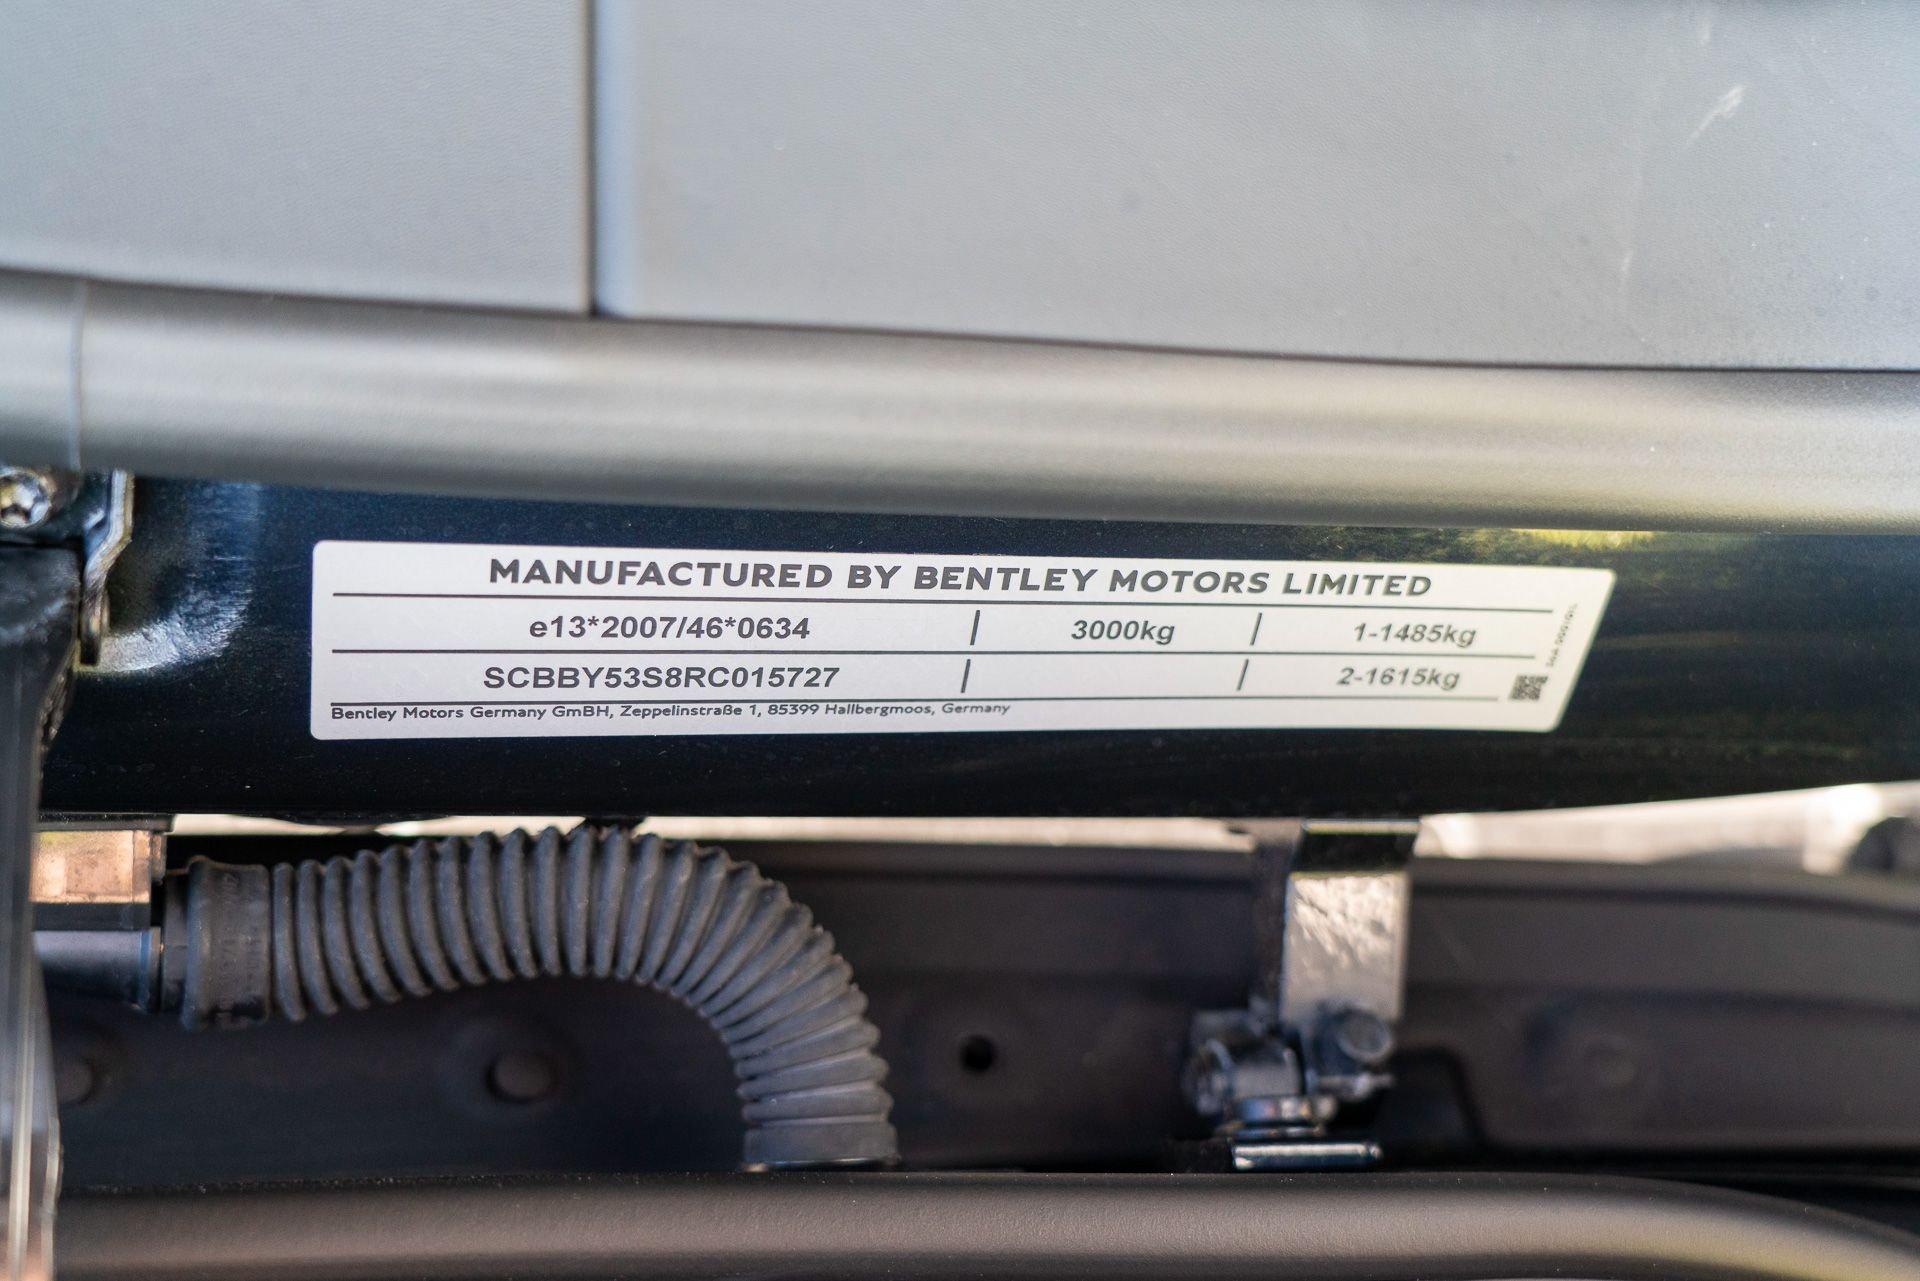 MANUFACTURED BY BENTLEY MOTORS LIMITED
e13*2007/46*0634 / 3000kg / 1-1485kg
SCBBY53S8RC015727 / / 2-1615kg
Bentley Motors Germany GmBH, Zeppelinstraße 1, 85399 Hallbergmoos, Germany